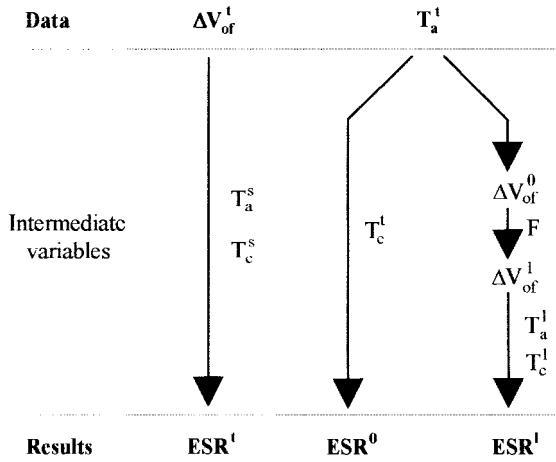 Data ΔV_of^t T_a^t
ΔV_of^0
T_a^s
T_c^t
F
Intermediate
variables
T_c^s
ΔV_of^1
T_a^1
T_c^1
Results ESR^t ESR^0 ESR^1